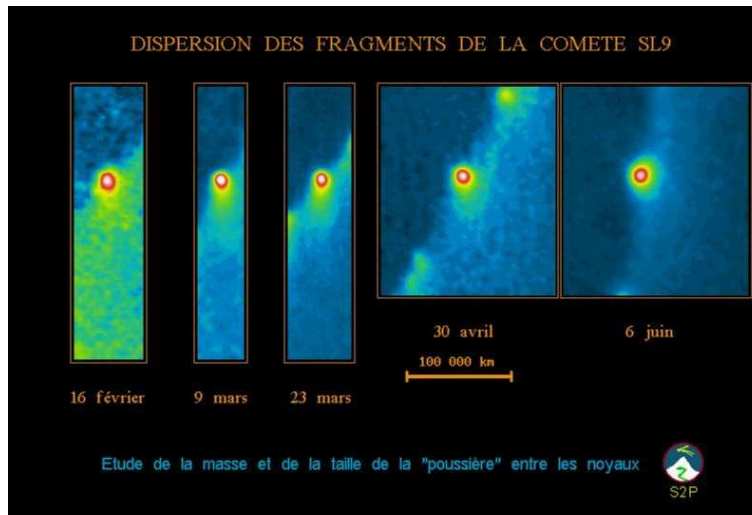 DISPERSION DES FRAGMENTS DE LA COMETE SL9
30 avril
6 juin
100 000 km
16 février
9 mars
23 mars
Etude de la masse et de la taille de la "poussière" entre les noyaux
S2P